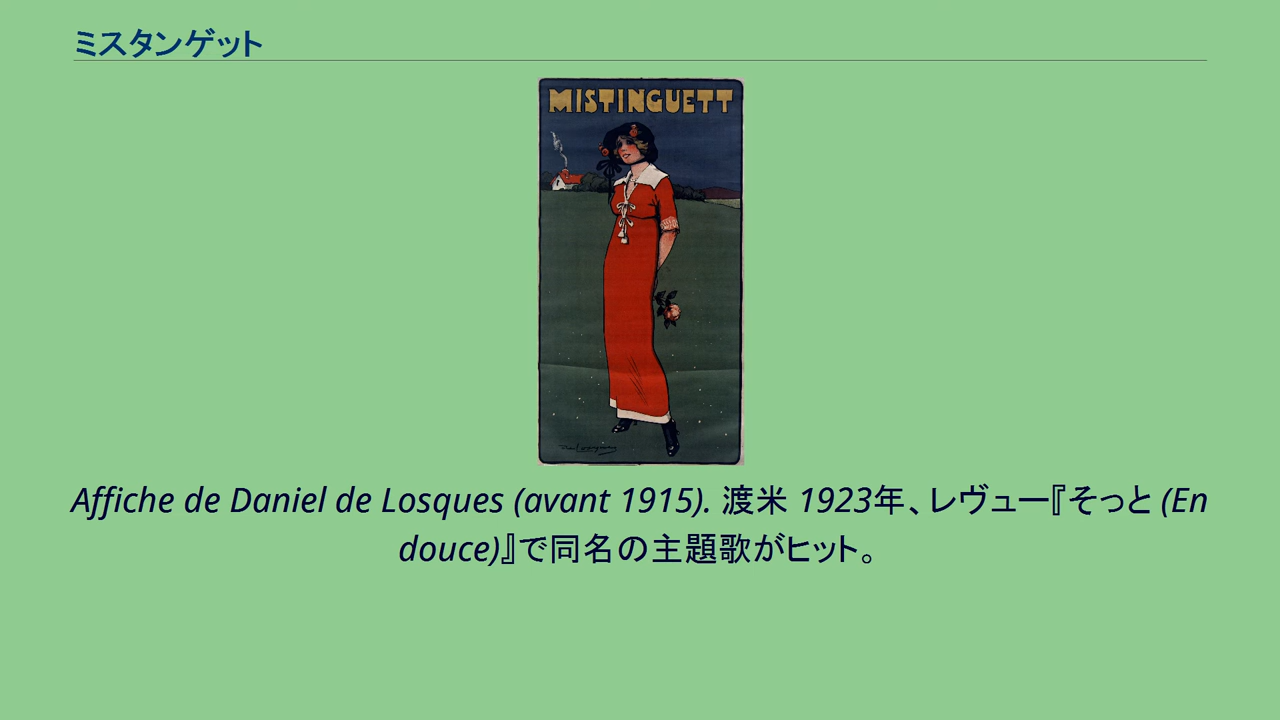 ミスタンゲット
MISTINGUETT
Affiche de Daniel de Losques (avant 1915). 渡米 1923年、レヴュー『そっと (En
douce)』で同名の主題歌がヒット。